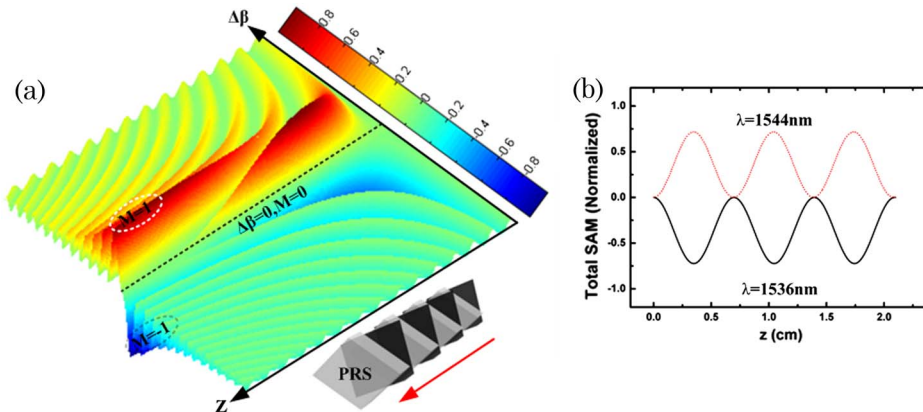 (a)
Δβ
0.8
0.6
0.4
0.2
0
-0.2
-0.4
-0.6
-0.8
M=1
Δβ=0,M=0
M=-1
Z
PRS
(b)
Total SAM (Normalized)
1.0
0.5
0.0
-0.5
-1.0
λ=1544nm
λ=1536nm
0.0 0.5 1.0 1.5 2.0
z (cm)